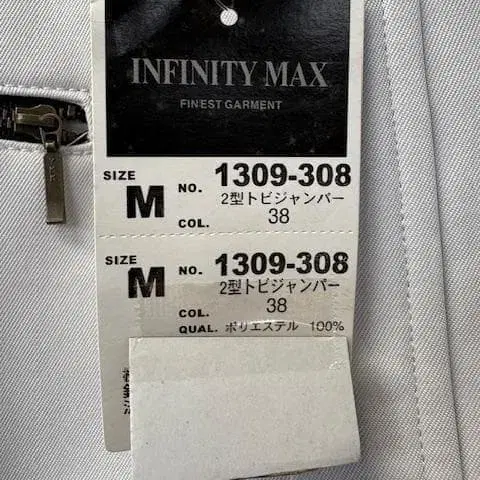 INFINITY MAX
FINEST GARMENT
SIZE M NO. 1309-308
2型トビジャンパー
COL. 38
SIZE M NO. 1309-308
2型トビジャンパー
COL. 38
QUAL. ポリエステル 100%
YKK